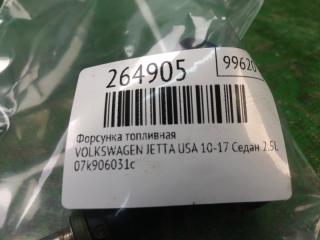 264905
99620
Форсунка топливная
VOLKSWAGEN JETTA USA 10-17 Седан 2.5L
07k906031c